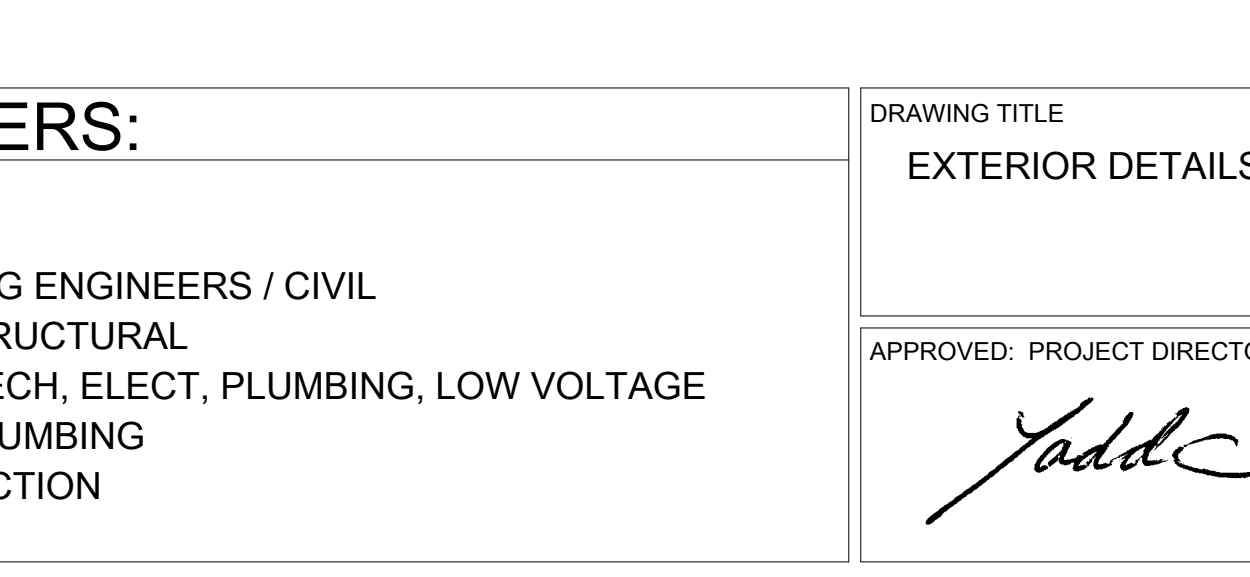 ERS:
G ENGINEERS / CIVIL
RUCTURAL
ECH, ELECT, PLUMBING, LOW VOLTAGE
UMBING
CTION
DRAWING TITLE
EXTERIOR DETAILS
APPROVED: PROJECT DIRECTO